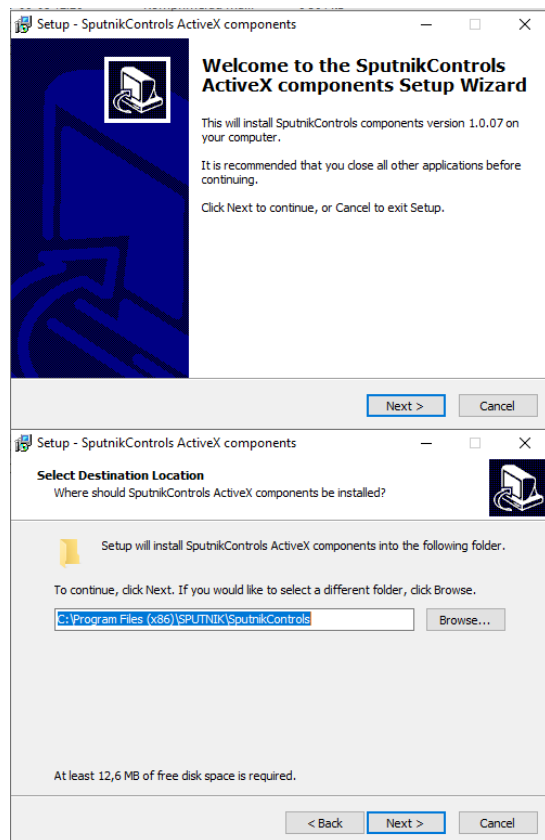 Setup - SputnikControls ActiveX components
Welcome to the SputnikControls
ActiveX components Setup Wizard
This will install SputnikControls components version 1.0.07 on
your computer.
It is recommended that you close all other applications before
continuing.
Click Next to continue, or Cancel to exit Setup.
Next >
Cancel
Setup - SputnikControls ActiveX components
Select Destination Location
Where should SputnikControls ActiveX components be installed?
Setup will install SputnikControls ActiveX components into the following folder.
To continue, click Next. If you would like to select a different folder, click Browse.
C:\Program Files (x86)\SPUTNIK\SputnikControls
Browse...
At least 12,6 MB of free disk space is required.
< Back
Next >
Cancel